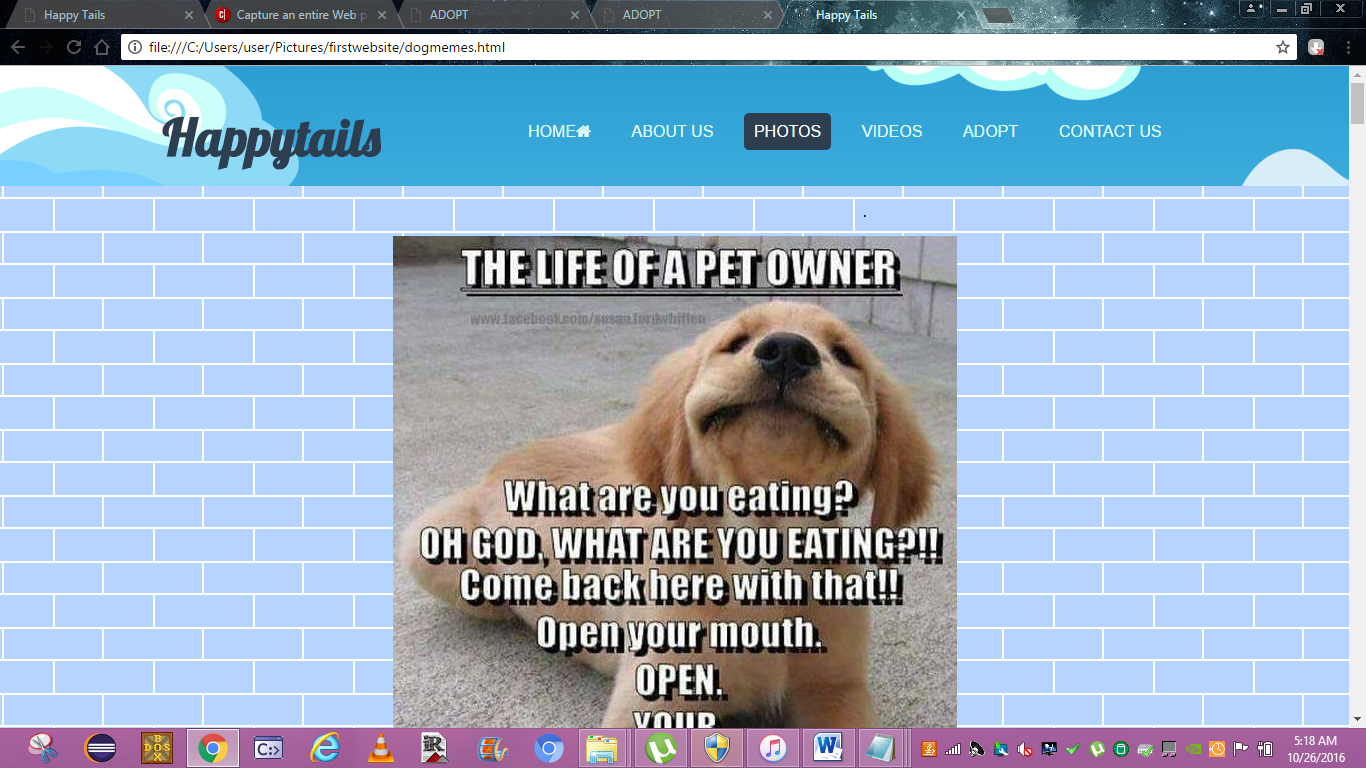 Happy Tails
Capture an entire Web p
ADOPT
ADOPT
Happy Tails
file:///C:/Users/user/Pictures/firstwebsite/dogmemes.html
Happytails
HOME
ABOUT US
PHOTOS
VIDEOS
ADOPT
CONTACT US
.
THE LIFE OF A PET OWNER
www.facebook.com/susan.lordwhitten
What are you eating?
OH GOD, WHAT ARE YOU EATING?!!
Come back here with that!!
Open your mouth.
OPEN.
YOUR
5:18 AM
10/26/2016